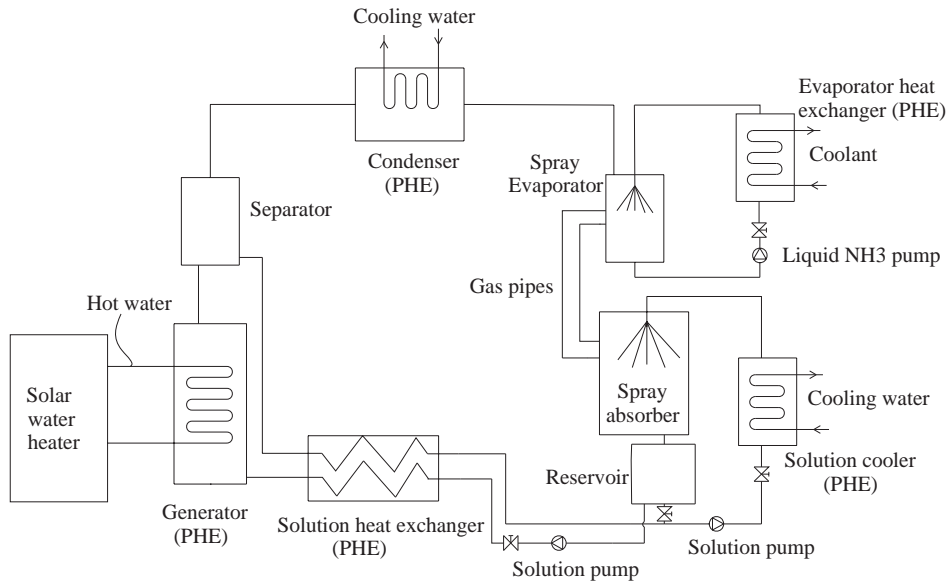 Cooling water
Condenser
(PHE)
Evaporator heat
exchanger (PHE)
Coolant
Spray
Evaporator
Separator
Liquid NH3 pump
Gas pipes
Hot water
Solar
water
heater
Spray
absorber
Cooling water
Reservoir
Solution cooler
(PHE)
Generator
(PHE)
Solution heat exchanger
(PHE)
Solution pump
Solution pump